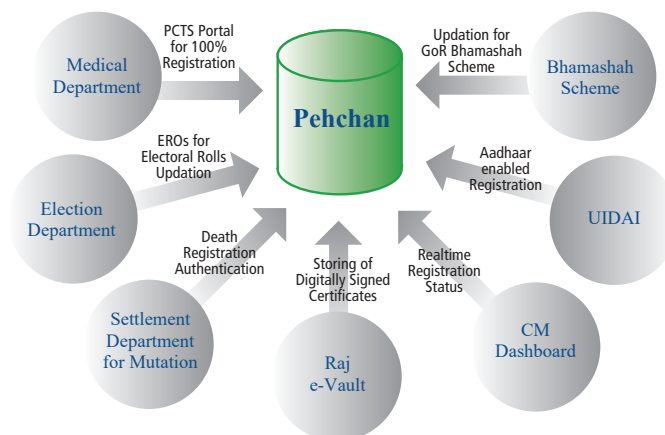 PCTS Portal
for 100%
Registration
Medical
Department
Pehchan
Updation for
GoR Bhamashah
Scheme
Bhamashah
Scheme
EROs for
Electoral Rolls
Updation
Election
Department
Aadhaar
enabled
Registration
UIDAI
Death
Registration
Authentication
Settlement
Department
for Mutation
Storing of
Digitally Signed
Certificates
Raj
e-Vault
Realtime
Registration
Status
CM
Dashboard